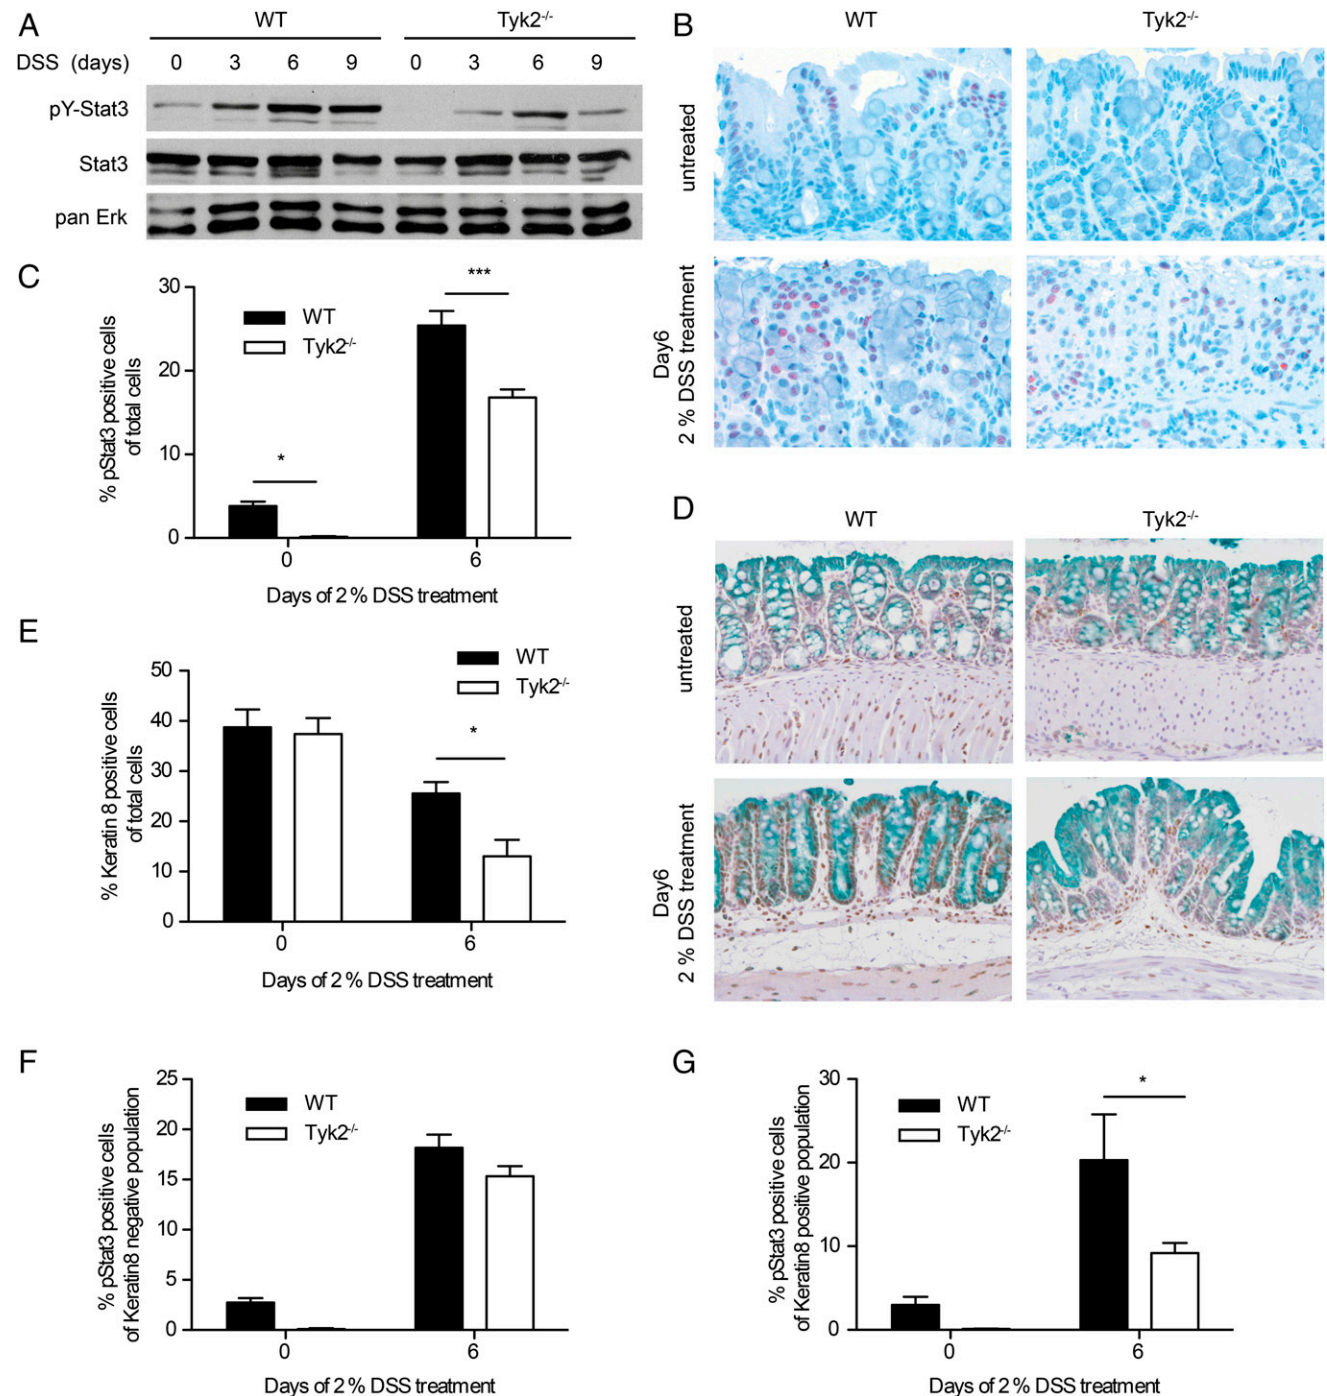 A
WT
Tyk2-/-
DSS (days) 0 3 6 9 0 3 6 9
pY-Stat3
Stat3
pan Erk
B
WT
Tyk2-/-
untreated
Day6
2 % DSS treatment
C
% pStat3 positive cells
of total cells
30
20
10
0
WT
Tyk2-/-
*
***
0 6
Days of 2 % DSS treatment
D
WT
Tyk2-/-
untreated
Day6
2 % DSS treatment
E
% Keratin 8 positive cells
of total cells
50
40
30
20
10
0
WT
Tyk2-/-
*
0 6
Days of 2 % DSS treatment
F
% pStat3 positive cells
of Keratin8 negative population
25
20
15
10
5
0
WT
Tyk2-/-
0 6
Days of 2 % DSS treatment
G
% pStat3 positive cells
of Keratin8 positive population
30
20
10
0
WT
Tyk2-/-
*
0 6
Days of 2 % DSS treatment